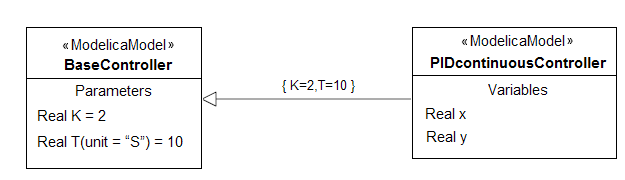 «ModelicaModel»
BaseController
Parameters
Real K = 2
Real T(unit = “S”) = 10
{ K=2,T=10 }
«ModelicaModel»
PIDcontinuousController
Variables
Real x
Real y